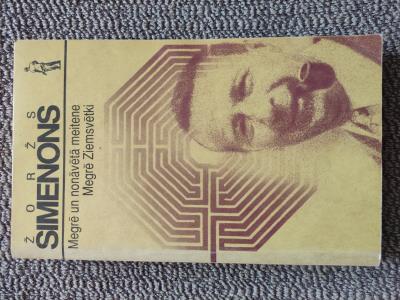 ŽORŽS
SIMENONS
Megrē un nonāvētā meitene
Megrē Ziemsvētki